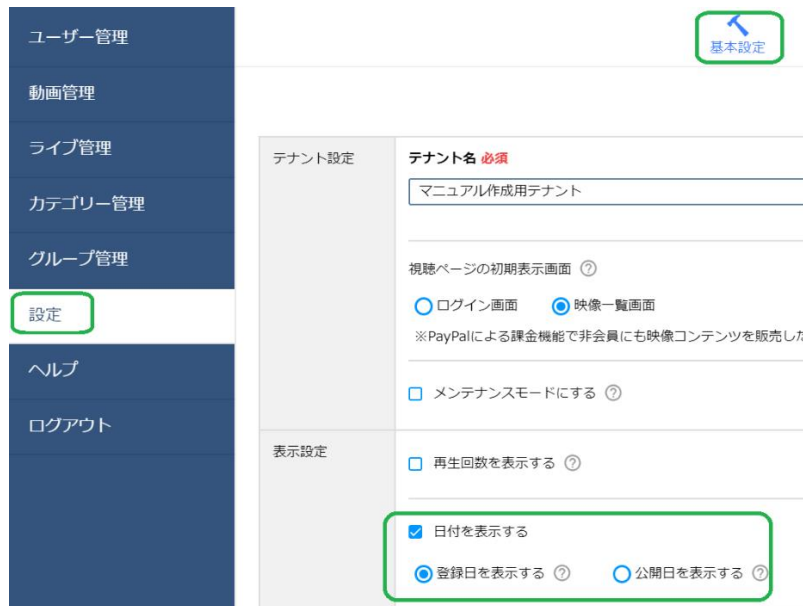 ユーザー管理
動画管理
ライブ管理
カテゴリー管理
グループ管理
設定
ヘルプ
ログアウト
基本設定
テナント設定
テナント名 必須
マニュアル作成用テナント
視聴ページの初期表示画面 ?
ログイン画面 映像一覧画面
※PayPalによる課金機能で非会員にも映像コンテンツを販売した
メンテナンスモードにする ?
表示設定
再生回数を表示する ?
日付を表示する
登録日を表示する ? 公開日を表示する ?